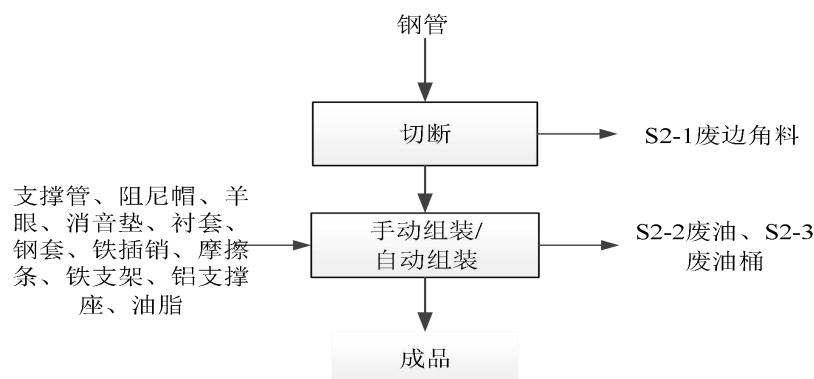 钢管
切断
S2-1废边角料
支撑管、阻尼帽、羊
眼、消音垫、衬套、
钢套、铁插销、摩擦
条、铁支架、铝支撑
座、油脂
手动组装/
自动组装
S2-2废油、S2-3
废油桶
成品